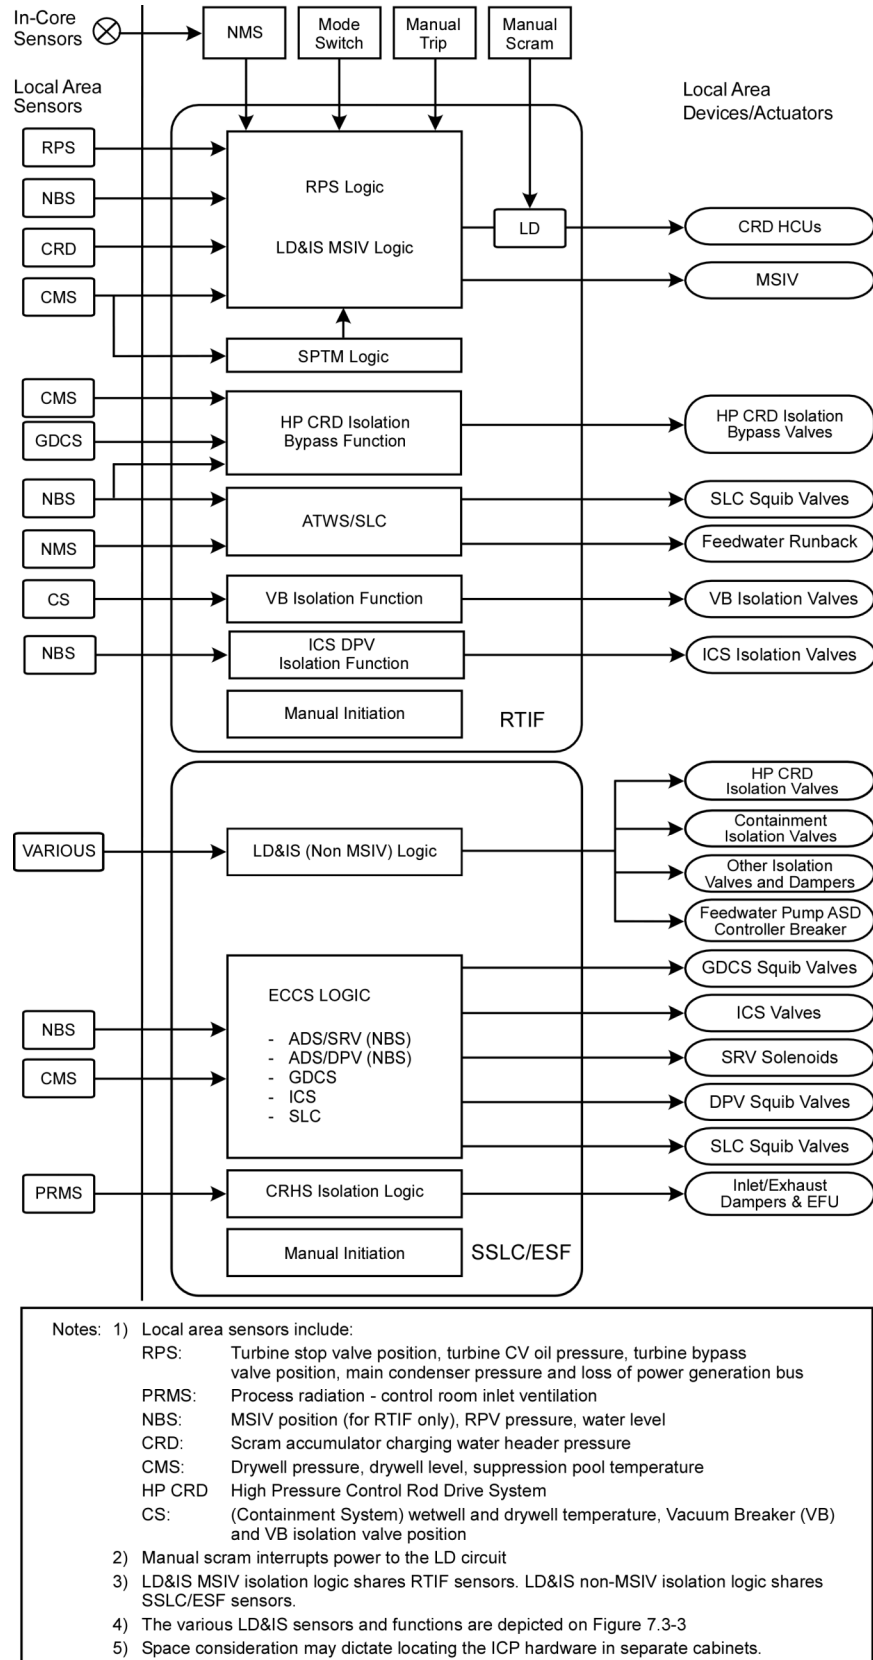 In-Core
Sensors
NMS
Mode
Switch
Manual
Trip
Manual
Scram
Local Area
Sensors
Local Area
Devices/Actuators
RPS
NBS
CRD
CMS
RPS Logic
LD&IS MSIV Logic
LD
CRD HCUs
MSIV
SPTM Logic
CMS
GDCS
HP CRD Isolation
Bypass Function
HP CRD Isolation
Bypass Valves
NBS
NMS
ATWS/SLC
SLC Squib Valves
Feedwater Runback
CS
VB Isolation Function
VB Isolation Valves
NBS
ICS DPV
Isolation Function
ICS Isolation Valves
Manual Initiation
RTIF
VARIOUS
LD&IS (Non MSIV) Logic
HP CRD
Isolation Valves
Containment
Isolation Valves
Other Isolation
Valves and Dampers
Feedwater Pump ASD
Controller Breaker
NBS
CMS
ECCS LOGIC
- ADS/SRV (NBS)
- ADS/DPV (NBS)
- GDCS
- ICS
- SLC
GDCS Squib Valves
ICS Valves
SRV Solenoids
DPV Squib Valves
SLC Squib Valves
PRMS
CRHS Isolation Logic
Inlet/Exhaust
Dampers & EFU
Manual Initiation
SSLC/ESF
Notes: 1) Local area sensors include:
RPS: Turbine stop valve position, turbine CV oil pressure, turbine bypass
valve position, main condenser pressure and loss of power generation bus
PRMS: Process radiation - control room inlet ventilation
NBS: MSIV position (for RTIF only), RPV pressure, water level
CRD: Scram accumulator charging water header pressure
CMS: Drywell pressure, drywell level, suppression pool temperature
HP CRD High Pressure Control Rod Drive System
CS: (Containment System) wetwell and drywell temperature, Vacuum Breaker (VB)
and VB isolation valve position
2) Manual scram interrupts power to the LD circuit
3) LD&IS MSIV isolation logic shares RTIF sensors. LD&IS non-MSIV isolation logic shares
SSLC/ESF sensors.
4) The various LD&IS sensors and functions are depicted on Figure 7.3-3
5) Space consideration may dictate locating the ICP hardware in separate cabinets.